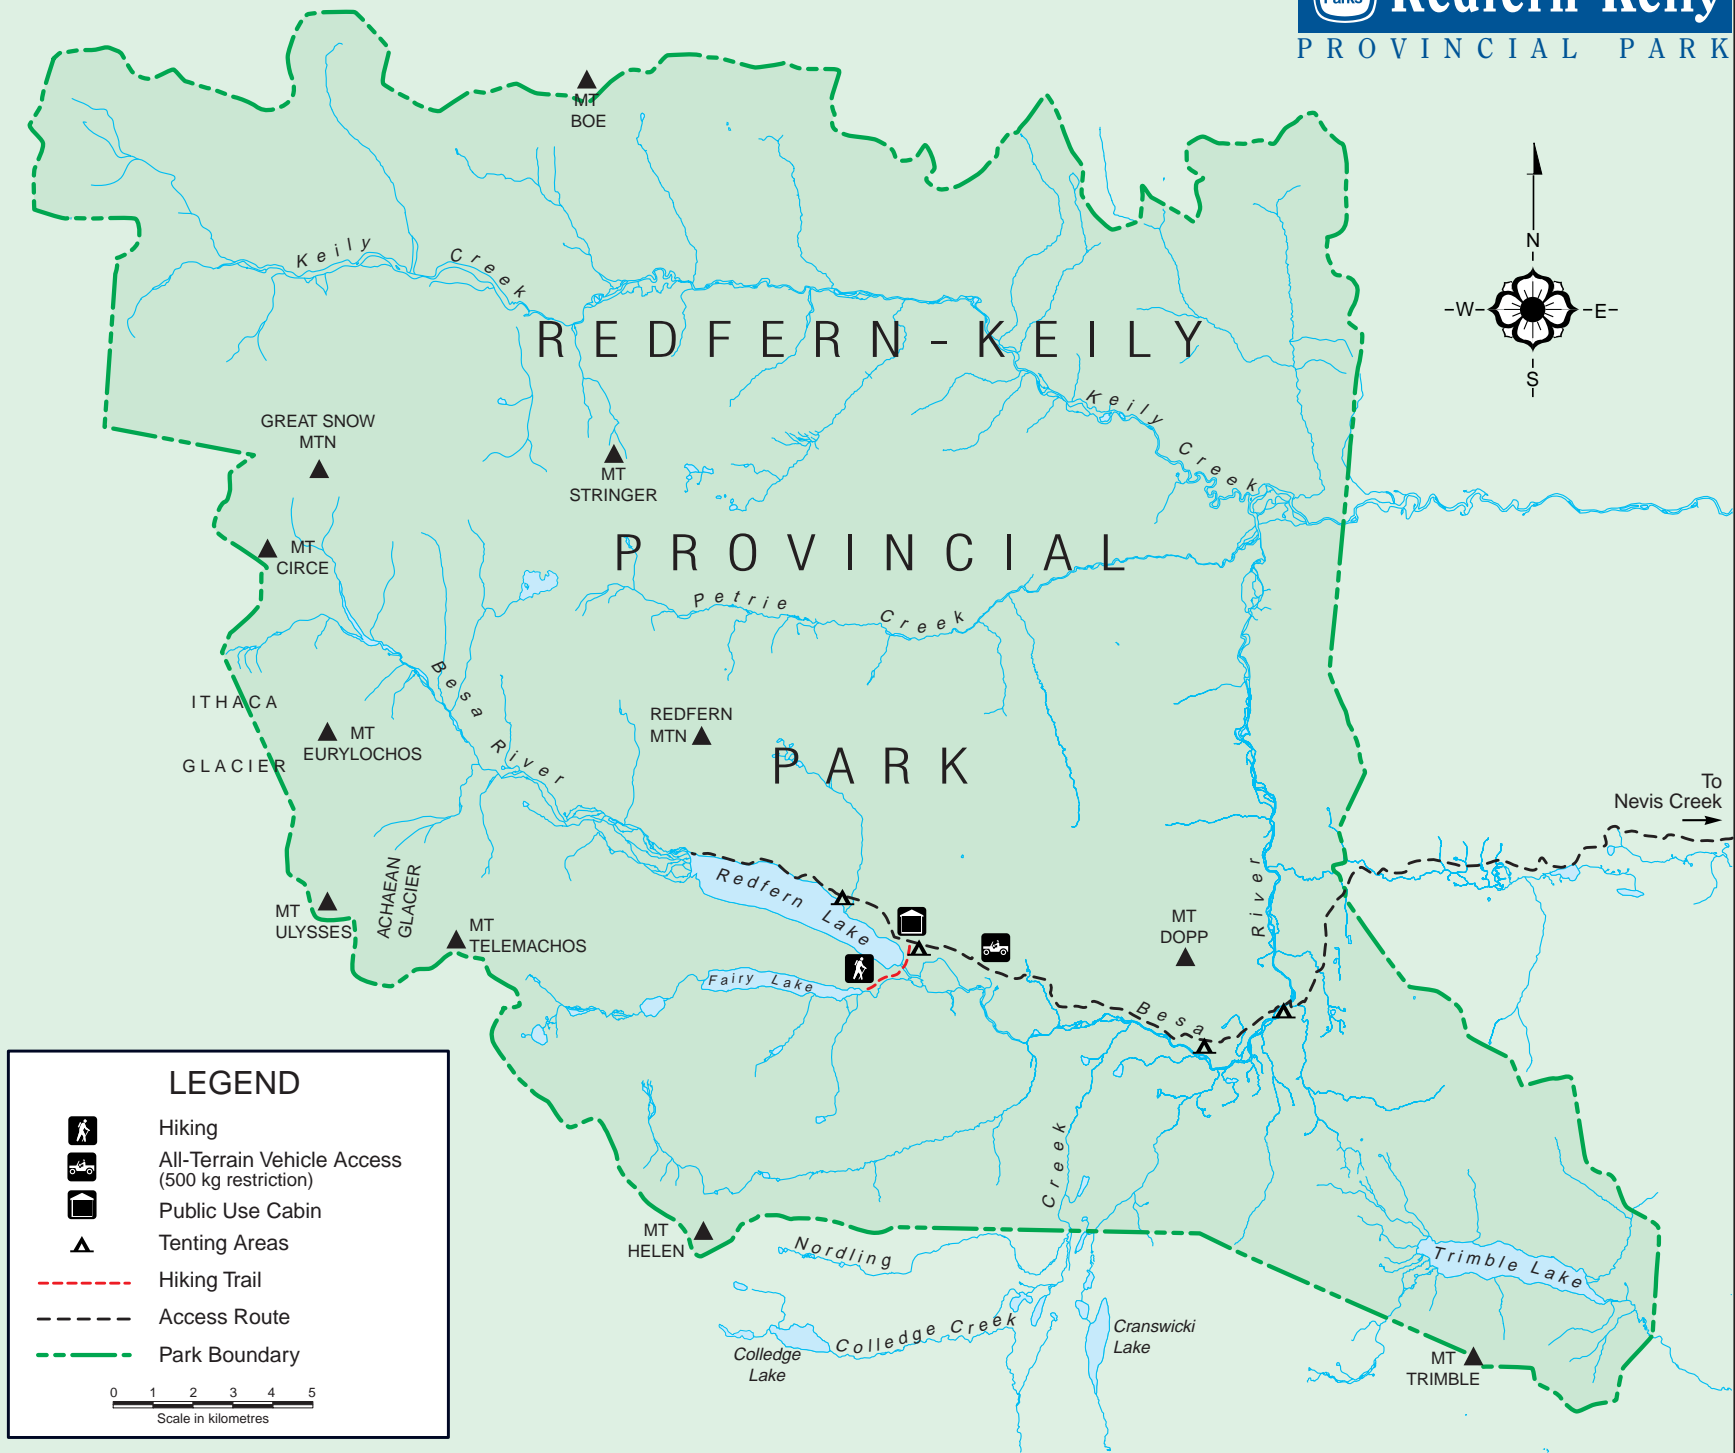 Parks
Redfern-Keily
PROVINCIAL PARK
MT
BOE
N
W
E
S
Keily
Creek
REDFERN-KEILY
Keily
Creek
GREAT SNOW
MTN
MT
STRINGER
MT
CIRCE
PROVINCIAL
Petrie
Creek
Besa
River
ITHACA
GLACIER
MT
EURYLOCHOS
REDFERN
MTN
PARK
To
Nevis Creek
ACHAEAN
GLACIER
Redfern Lake
River
MT
ULYSSES
MT
TELEMACHOS
MT
DOPP
Fairy Lake
Besa
Creek
MT
HELEN
Nordling
Trimble Lake
Colledge Creek
Colledge
Lake
Cranswicki
Lake
MT
TRIMBLE
LEGEND
Hiking
All-Terrain Vehicle Access
(500 kg restriction)
Public Use Cabin
Tenting Areas
Hiking Trail
Access Route
Park Boundary
0 1 2 3 4 5
Scale in kilometres